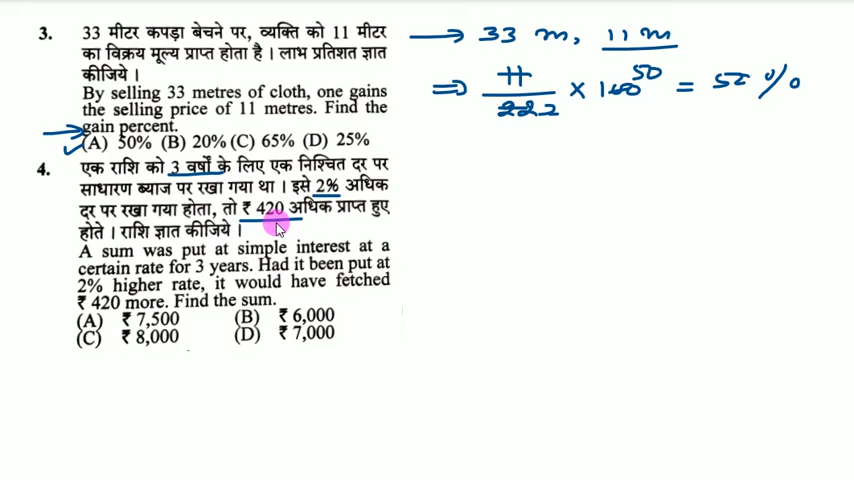 3. 33 मीटर कपड़ा बेचने पर, व्यक्ति को 11 मीटर
का विक्रय मूल्य प्राप्त होता है । लाभ प्रतिशत ज्ञात
कीजिये ।
By selling 33 metres of cloth, one gains
the selling price of 11 metres. Find the
gain percent.
(A) 50% (B) 20% (C) 65% (D) 25%
4. एक राशि को 3 वर्षों के लिए एक निश्चित दर पर
साधारण ब्याज पर रखा गया था । इसे 2% अधिक
दर पर रखा गया होता, तो ₹ 420 अधिक प्राप्त हुए
होते । राशि ज्ञात कीजिये ।
A sum was put at simple interest at a
certain rate for 3 years. Had it been put at
2% higher rate, it would have fetched
₹ 420 more. Find the sum.
(A) ₹ 7,500 (B) ₹ 6,000
(C) ₹ 8,000 (D) ₹ 7,000
→ 33 m, 11 m
⇒ 11/222 × 100 50 = 50 %